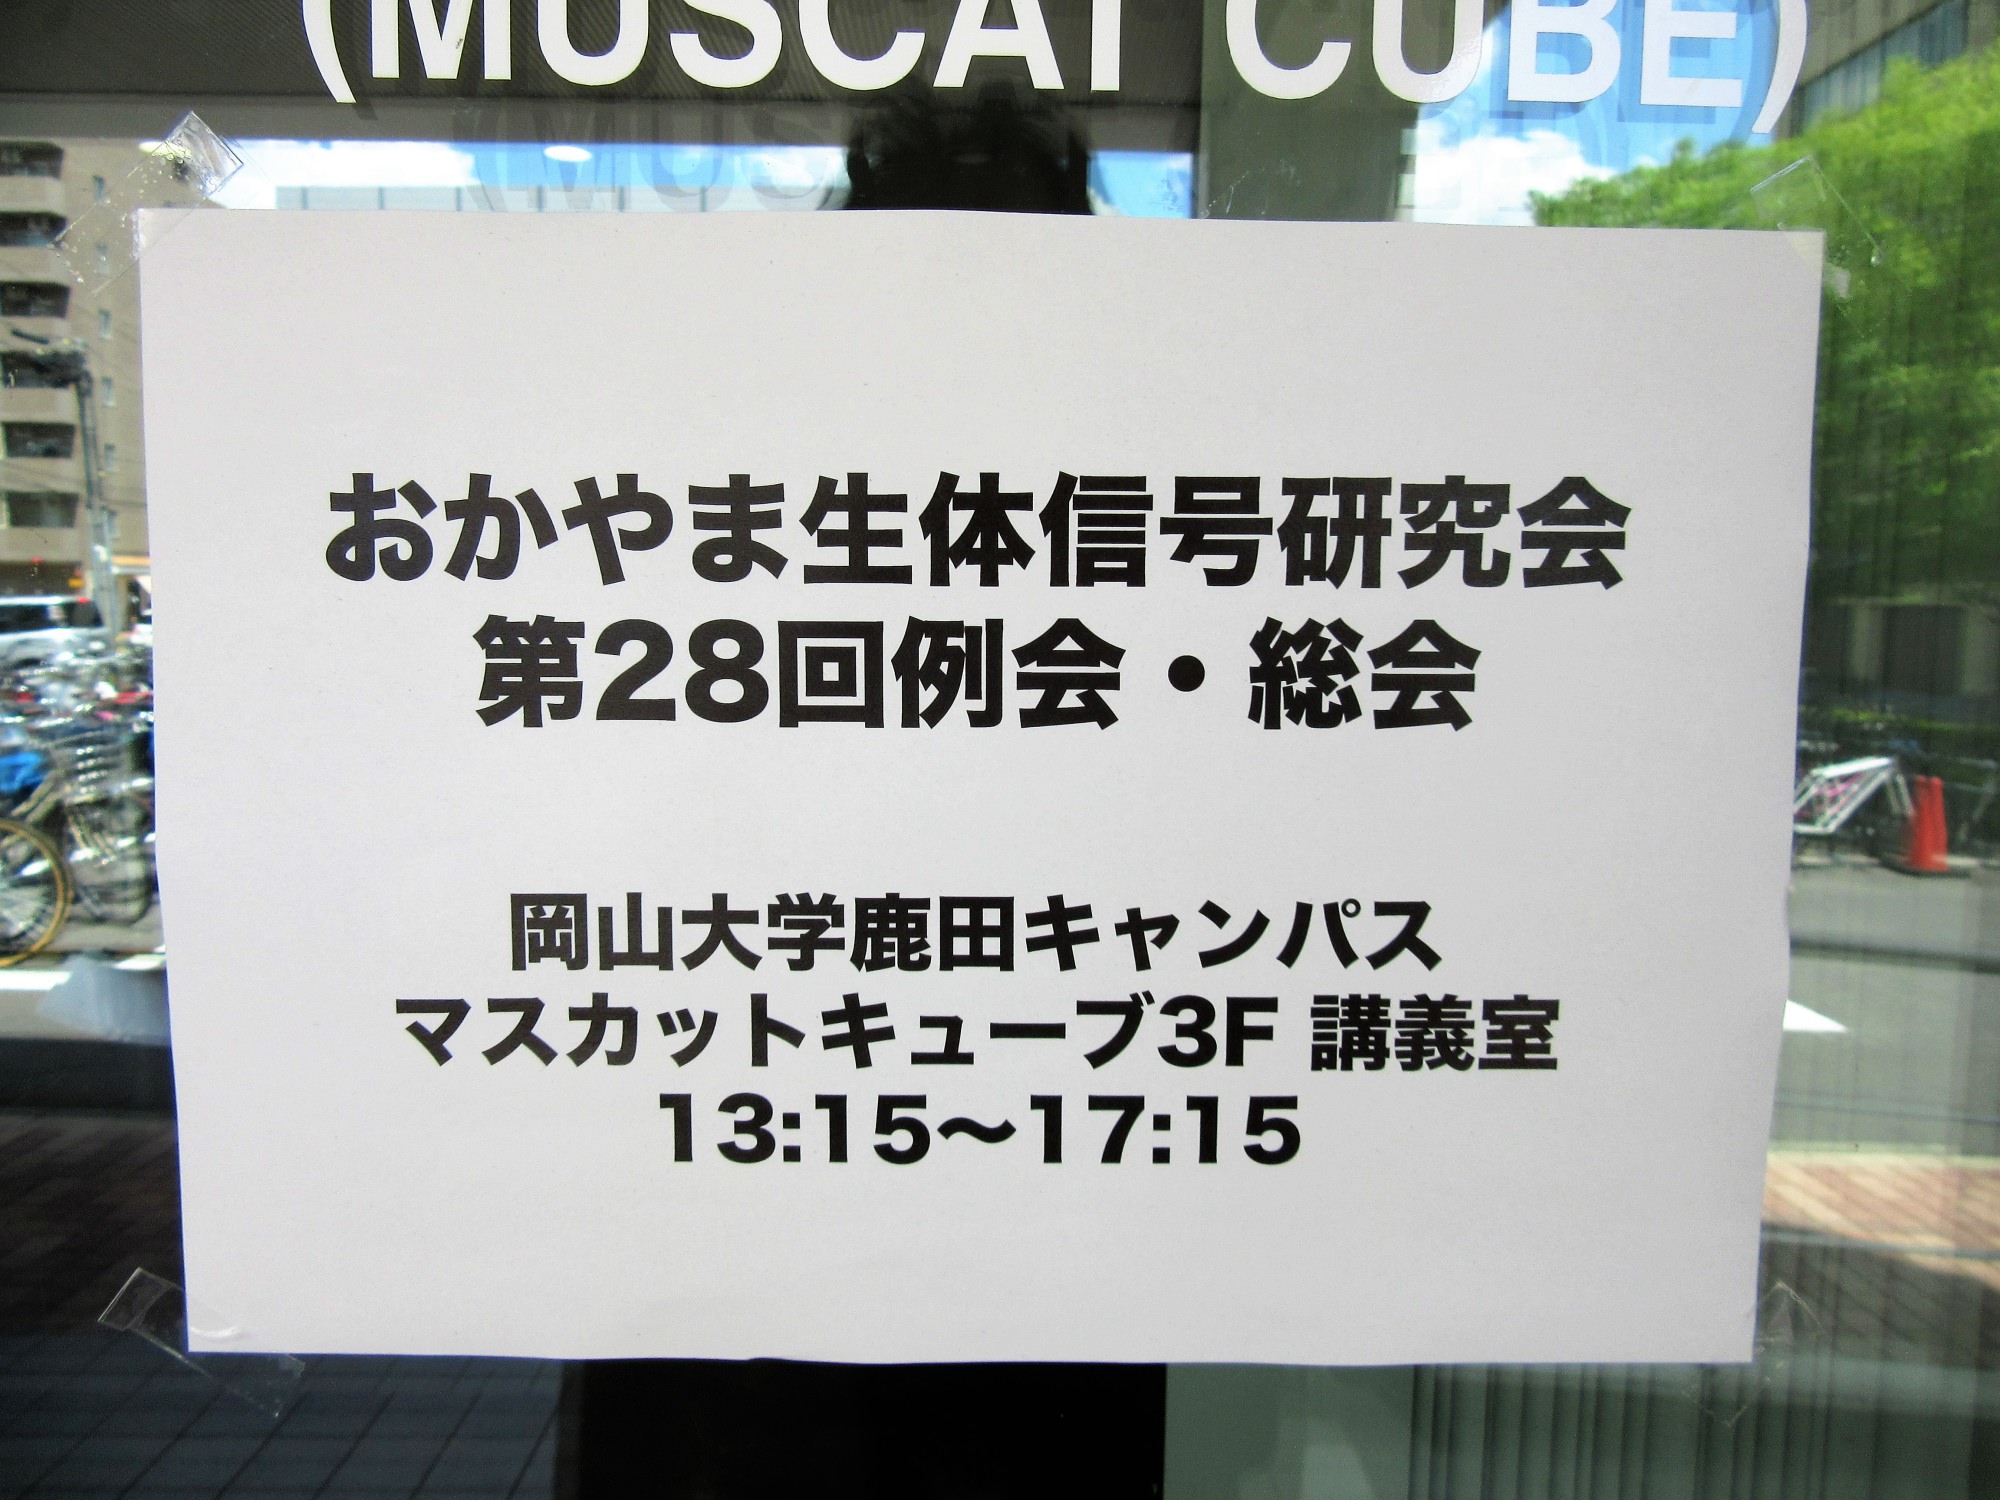 (MUSCAT CUBE)
おかやま生体信号研究会
第28回例会・総会
岡山大学鹿田キャンパス
マスカットキューブ3F 講義室
13:15〜17:15